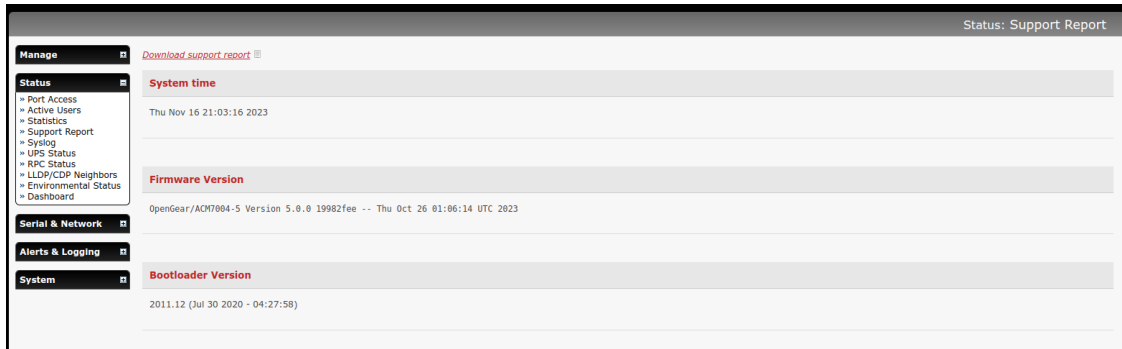 Status: Support Report
Manage
Status
» Port Access
» Active Users
» Statistics
» Support Report
» Syslog
» UPS Status
» RPC Status
» LLDP/CDP Neighbors
» Environmental Status
» Dashboard
Serial & Network
Alerts & Logging
System
Download support report
System time
Thu Nov 16 21:03:16 2023
Firmware Version
OpenGear/ACM7004-5 Version 5.0.0 19982fee -- Thu Oct 26 01:06:14 UTC 2023
Bootloader Version
2011.12 (Jul 30 2020 - 04:27:58)